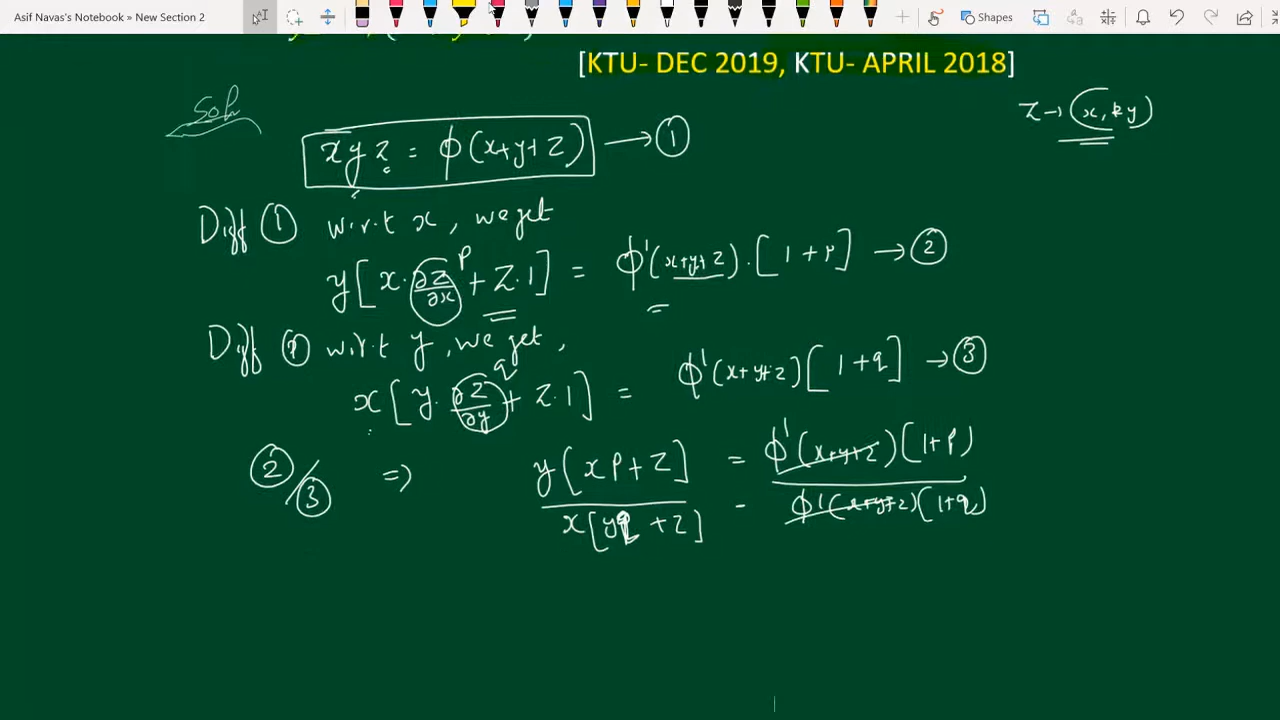 Asif Navas's Notebook » New Section 2
Shapes
[KTU- DEC 2019, KTU- APRIL 2018]
Soln
z → (x, & y)
xyz = ϕ(x+y+z) → ①
Diff ① w.r.t x, we get
y[x·∂z/∂x + z·1] = ϕ'(x+y+z)·[1+p] → ②
p
Diff ① w.r.t y, we get,
q
x[y·∂z/∂y + z·1] = ϕ'(x+y+z)[1+q] → ③
②/③ ⇒ y[xp+z] / x[yq+z] = ϕ'(x+y+z)(1+p) / ϕ'(x+y+z)(1+q)